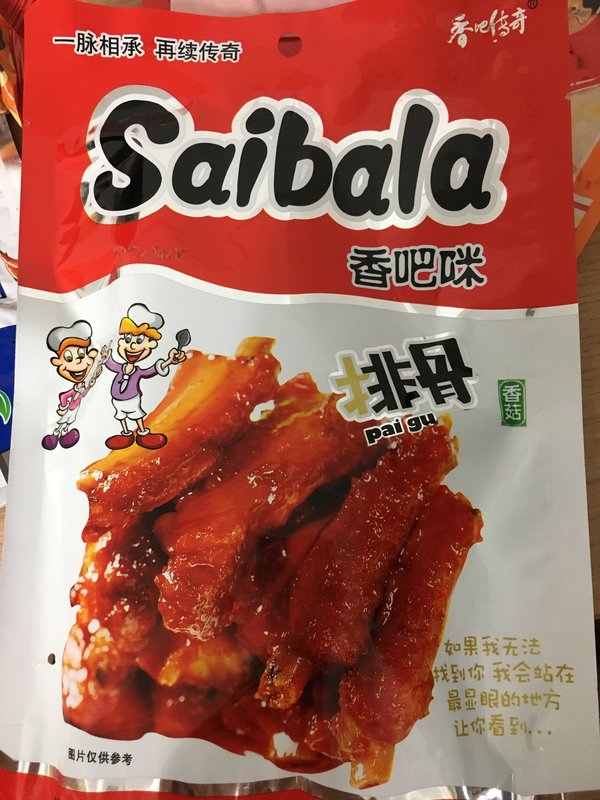 一脉相承 再续传奇
香吧传奇®
Saibala
香吧咪
排骨
pai gu
香菇
如果我无法
找到你 我会站在
最显眼的地方
让你看到...
图片仅供参考